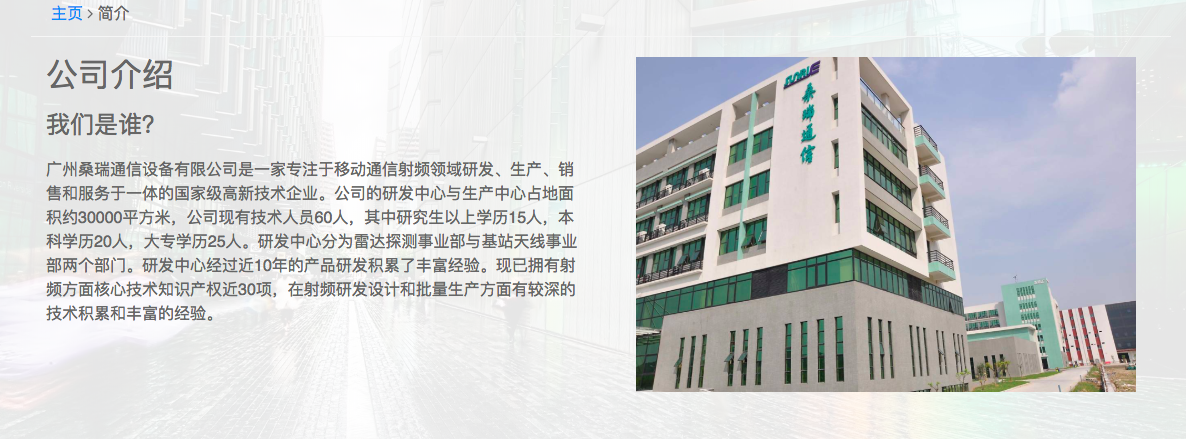 主页 > 简介
公司介绍
我们是谁?
广州桑瑞通信设备有限公司是一家专注于移动通信射频领域研发、生产、销
售和服务于一体的国家级高新技术企业。公司的研发中心与生产中心占地面
积约30000平方米，公司现有技术人员60人，其中研究生以上学历15人，本
科学历20人，大专学历25人。研发中心分为雷达探测事业部与基站天线事业
部两个部门。研发中心经过近10年的产品研发积累了丰富经验。现已拥有射
频方面核心技术知识产权近30项，在射频研发设计和批量生产方面有较深的
技术积累和丰富的经验。
桑瑞通信